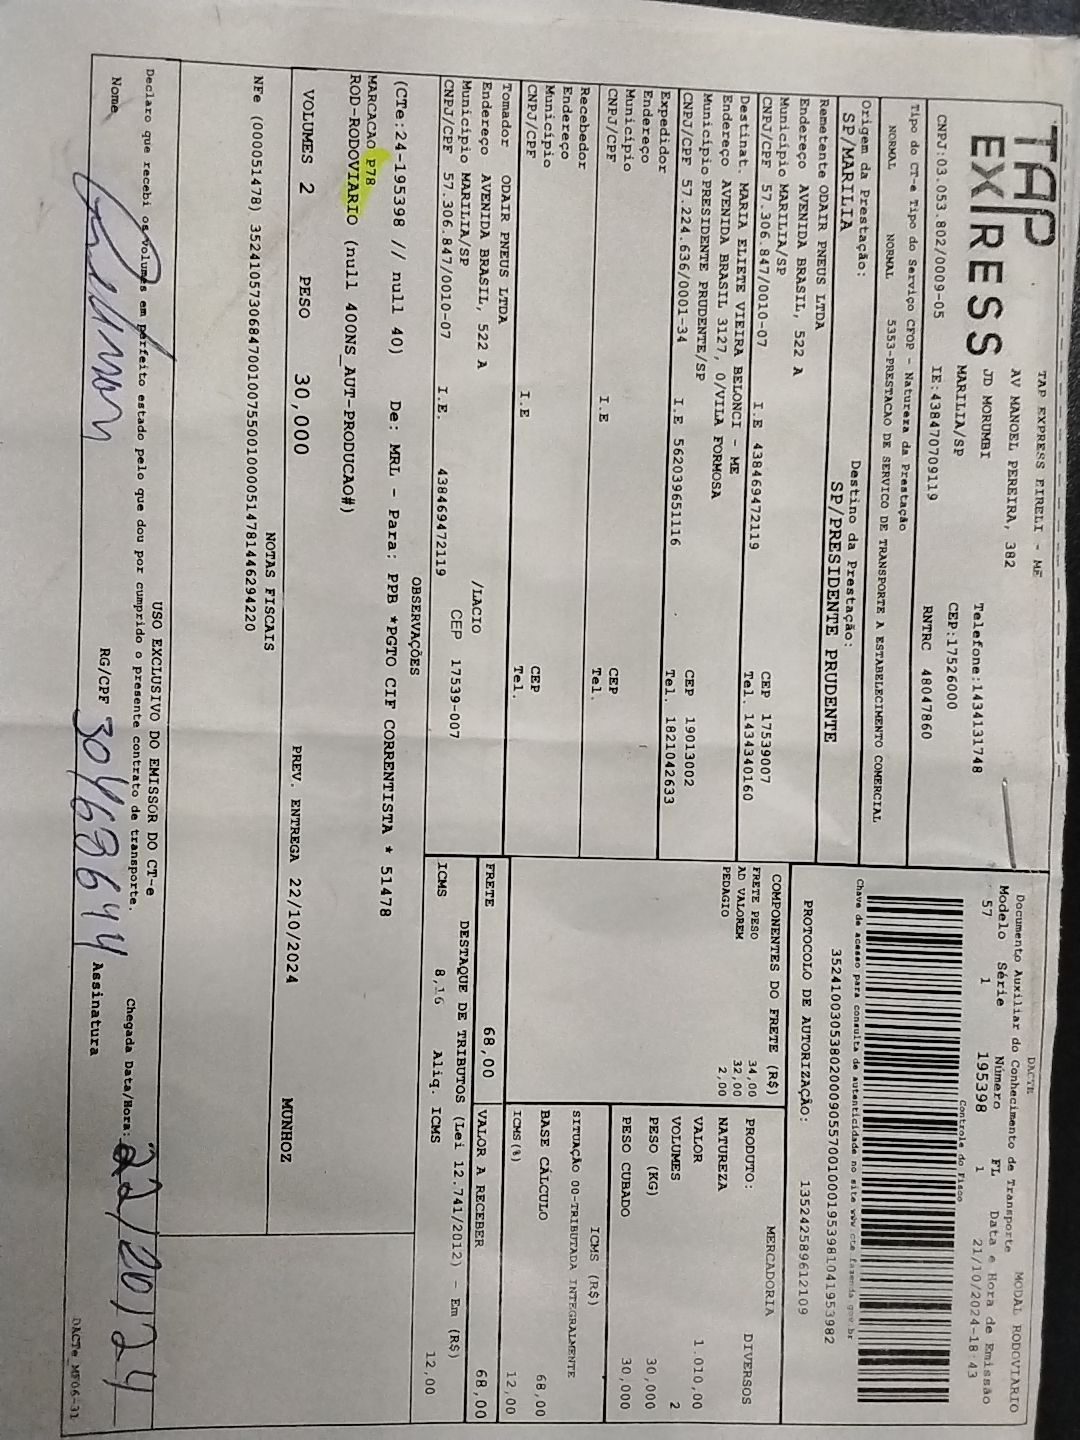 TAP EXPRESS
TAP EXPRESS EIRELI - ME
AV MANOEL PEREIRA, 382
JD MORUMBI
MARILIA/SP
Telefone:1434131748
CEP:17526000
CNPJ:03.053.802/0009-05 IE:438470709119 RNTRC 48047860
DACTE MODAL RODOVIARIO
Documento Auxiliar do Conhecimento de Transporte
Modelo Série Número FL Data e Hora de Emissão
57 1 195398 1 21/10/2024-18:43
Controle do Fisco
Chave de acesso para consulta de autenticidade no site www.cte.fazenda.gov.br
35241003053802000905570010001953981041953982
PROTOCOLO DE AUTORIZAÇÃO: 135242589612109
Tipo do CT-e Tipo do Serviço CFOP - Natureza da Prestação
NORMAL NORMAL 5353-PRESTACAO DE SERVICO DE TRANSPORTE A ESTABELECIMENTO COMERCIAL
Origem da Prestação: Destino da Prestação:
SP/MARILIA SP/PRESIDENTE PRUDENTE
Remetente ODAIR PNEUS LTDA
Endereço AVENIDA BRASIL, 522 A
Município MARILIA/SP CEP 17539007
CNPJ/CPF 57.306.847/0010-07 I.E 438469472119 Tel. 1434340160
Destinat. MARIA ELIETE VIEIRA BELONCI - ME
Endereço AVENIDA BRASIL 3127, 0/VILA FORMOSA
Município PRESIDENTE PRUDENTE/SP CEP 19013002
CNPJ/CPF 57.224.636/0001-34 I.E 562039651116 Tel. 1821042633
Expedidor
Endereço
Município CEP
CNPJ/CPF I.E Tel.
Recebedor
Endereço
Município CEP
CNPJ/CPF I.E Tel.
Tomador ODAIR PNEUS LTDA
Endereço AVENIDA BRASIL, 522 A /LACIO
Município MARILIA/SP CEP 17539-007
CNPJ/CPF 57.306.847/0010-07 I.E. 438469472119
COMPONENTES DO FRETE (R$)
FRETE PESO 34,00
AD VALOREM 32,00
PEDAGIO 2,00
MERCADORIA
PRODUTO: DIVERSOS
NATUREZA
VALOR 1.010,00
VOLUMES 2
PESO (KG) 30,000
PESO CUBADO 30,000
ICMS (R$)
SITUAÇÃO 00-TRIBUTADA INTEGRALMENTE
BASE CÁLCULO 68,00
ICMS(%) 12,00
FRETE 68,00 VALOR A RECEBER 68,00
DESTAQUE DE TRIBUTOS (Lei 12.741/2012) - Em (R$)
ICMS 8,16 Aliq. ICMS 12,00
OBSERVAÇÕES
(CTe:24-195398 // null 40) De: MRL - Para: PPB *PGTO CIF CORRENTISTA * 51478
MARCACAO P78
ROD-RODOVIARIO (null 400NS_AUT-PRODUCAO#)
VOLUMES 2 PESO 30,000 PREV. ENTREGA 22/10/2024 MUNHOZ
NOTAS FISCAIS
NFe (000051478) 35241057306847001007550010000514781446294220
USO EXCLUSIVO DO EMISSOR DO CT-e
Declaro que recebi os volumes em perfeito estado pelo que dou por cumprido o presente contrato de transporte.
Chegada Data/Hora: 22/10/24
Nome RG/CPF 304636644 Assinatura
DACTe_MF06-31